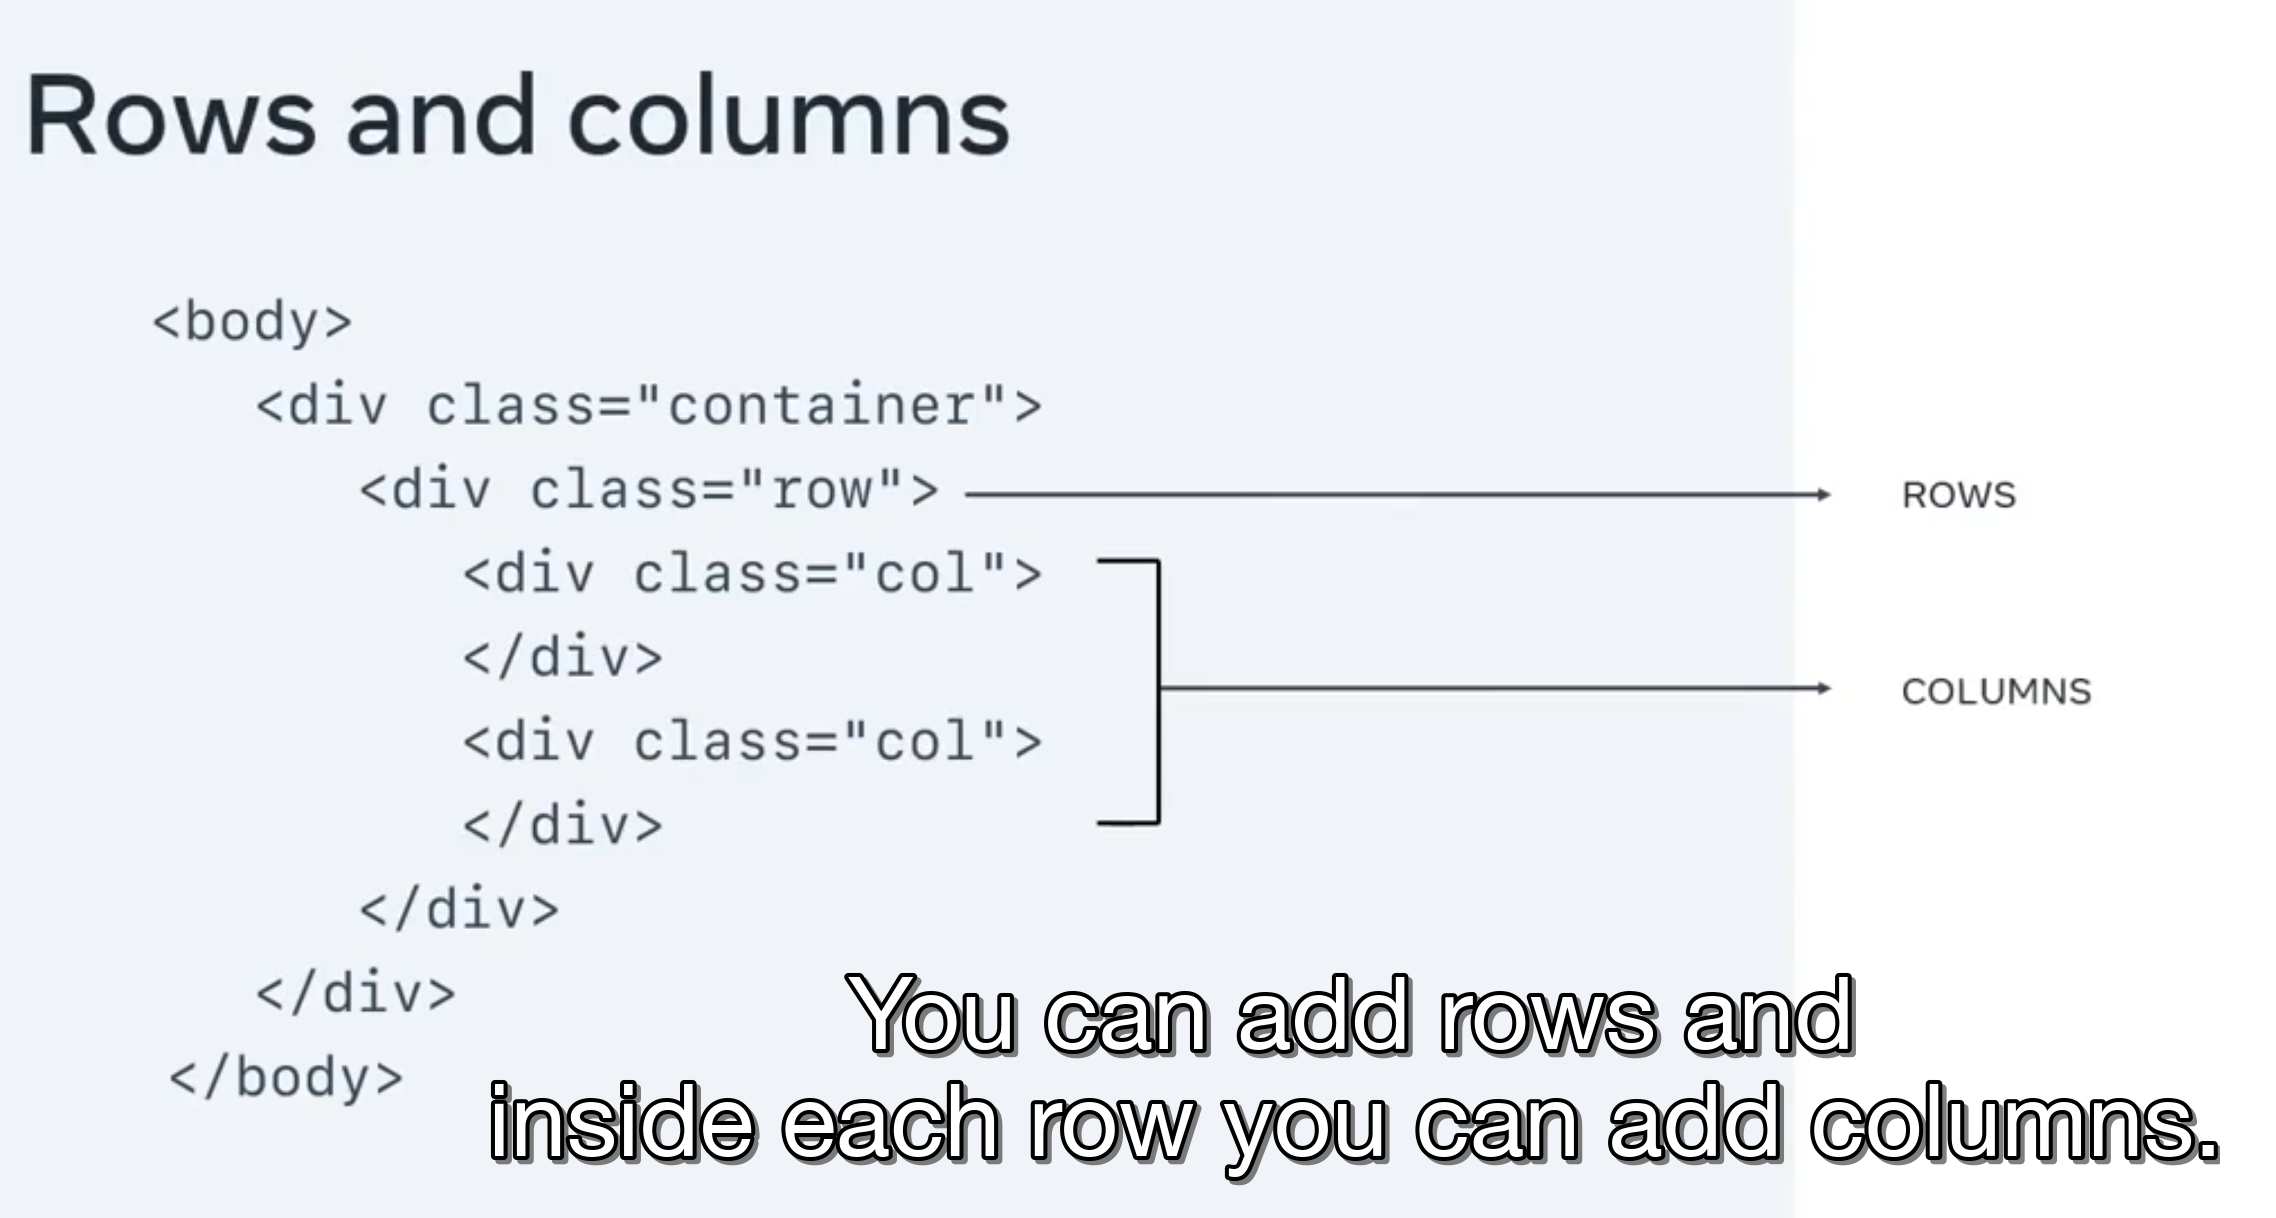 Rows and columns
<body>
<div class="container">
<div class="row">
ROWS
<div class="col">
</div>
COLUMNS
<div class="col">
</div>
</div>
</div>
</body>
You can add rows and
inside each row you can add columns.